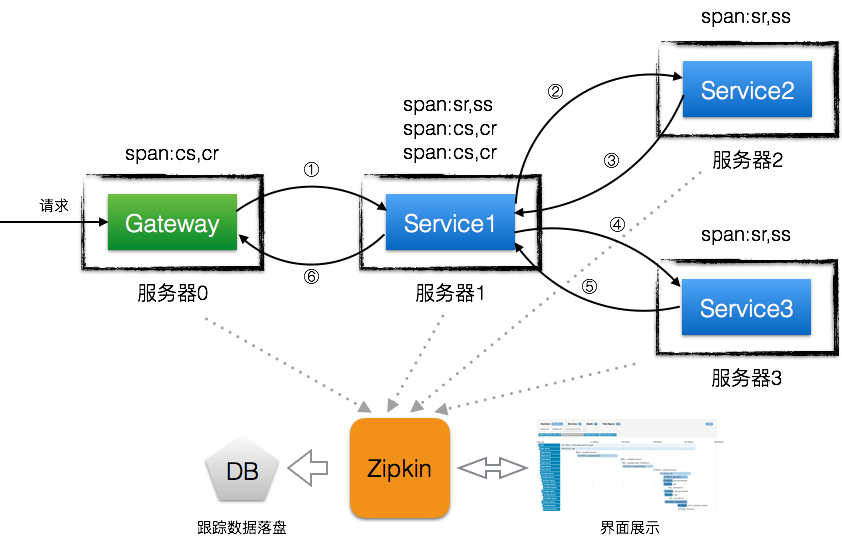 span:sr,ss
Service2
服务器2
②
③
span:sr,ss
span:cs,cr
span:cs,cr
span:cs,cr
①
请求
Gateway
Service1
⑥
服务器0
服务器1
④
⑤
span:sr,ss
Service3
服务器3
DB
Zipkin
跟踪数据落盘
界面展示